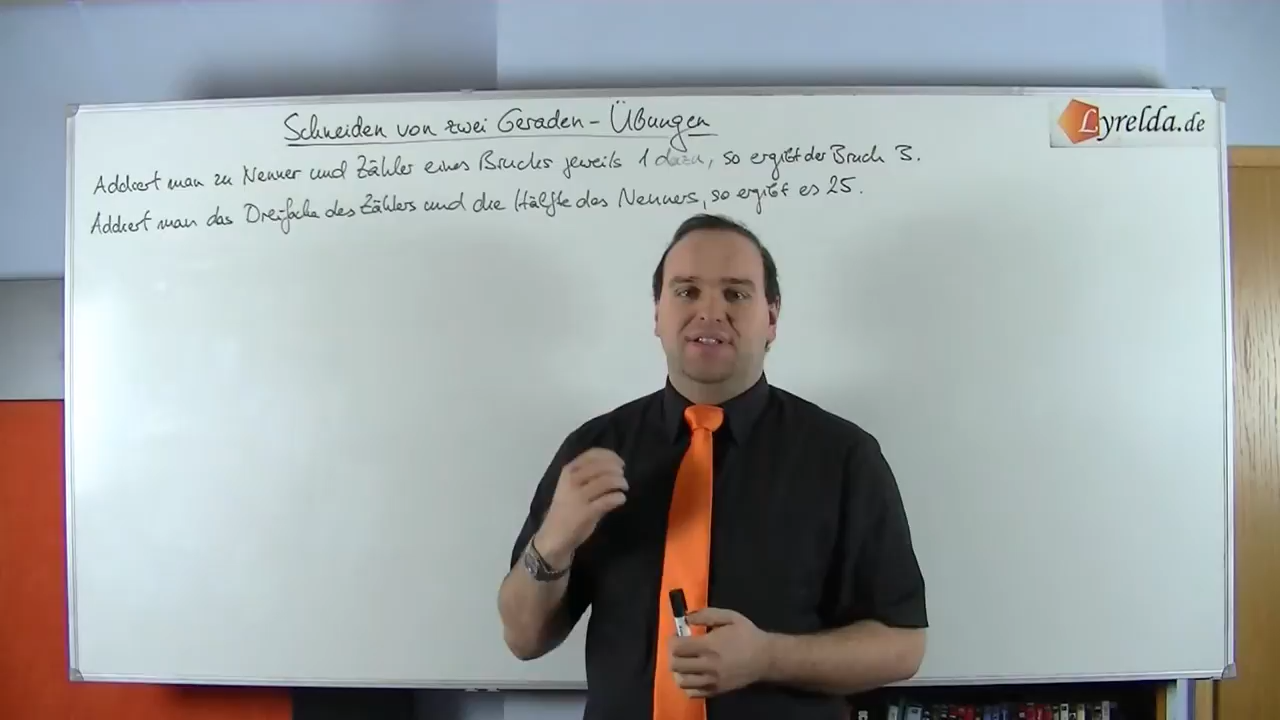 Schneiden von zwei Geraden - Übungen
Lyrelda.de
Addiert man zu Nenner und Zähler eines Bruchs jeweils 1 dazu, so ergibt der Bruch 3.
Addiert man das Dreifache des Zählers und die Hälfte des Nenners, so ergibt es 25.